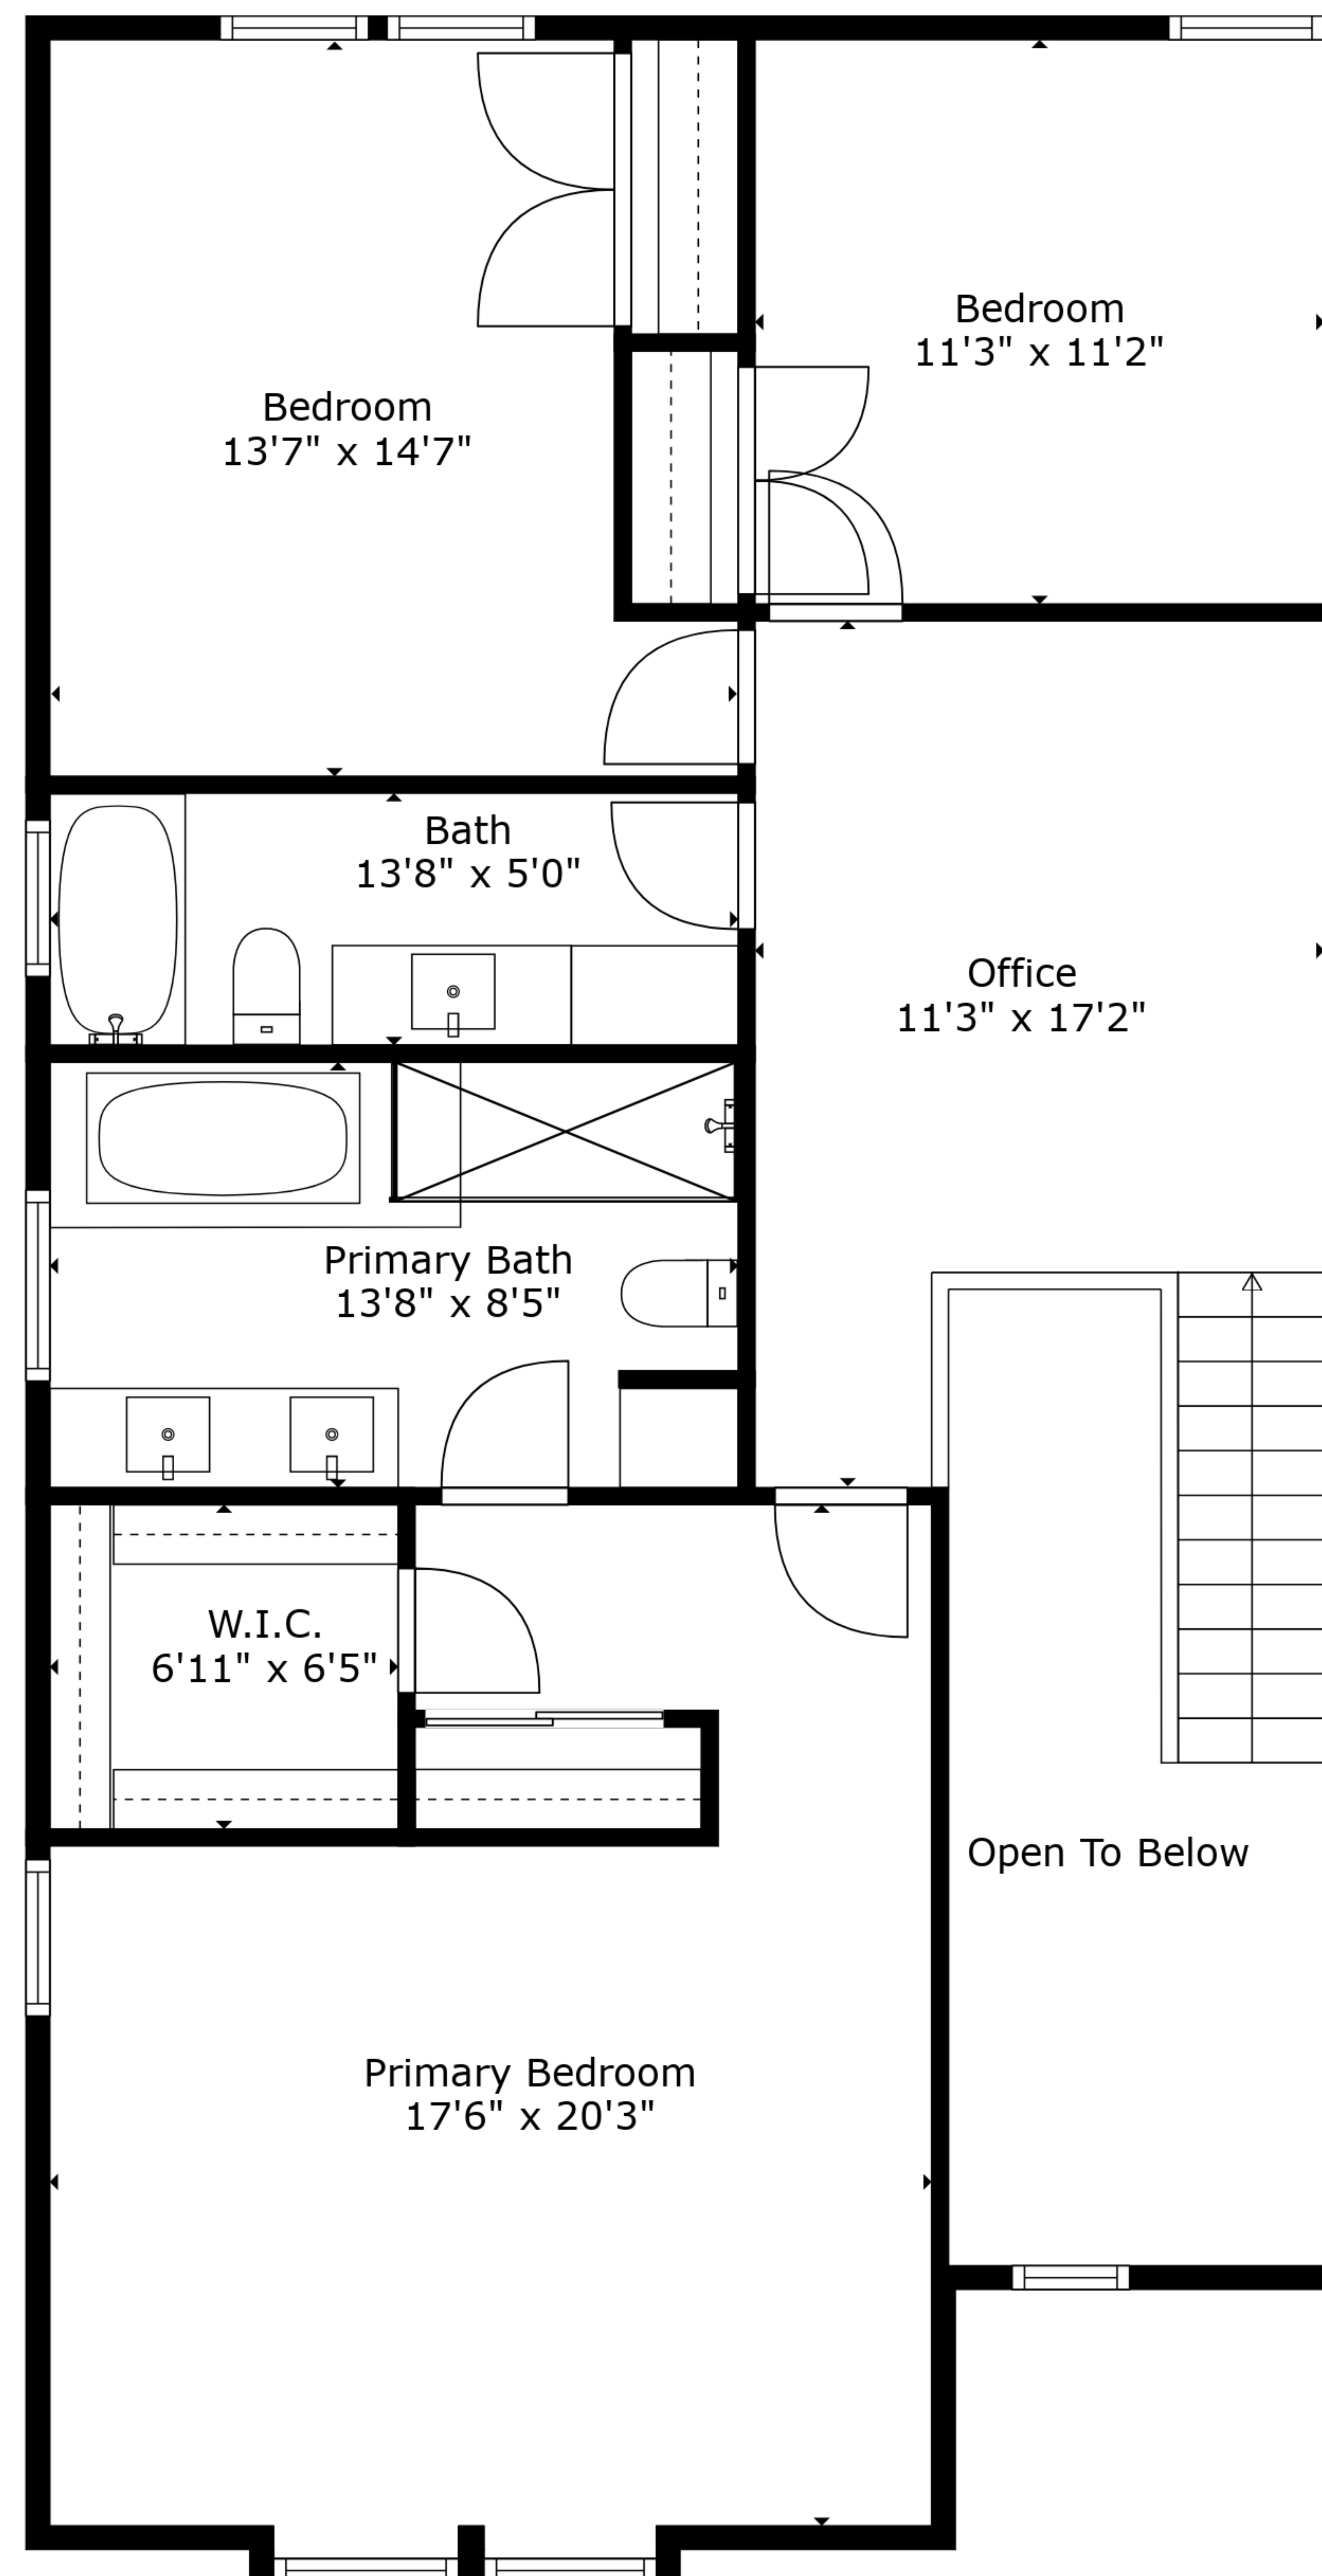 Bedroom
11'3" x 11'2"
Bedroom
13'7" x 14'7"
Bath
13'8" x 5'0"
Office
11'3" x 17'2"
Primary Bath
13'8" x 8'5"
W.I.C.
6'11" x 6'5"
Open To Below
Primary Bedroom
17'6" x 20'3"